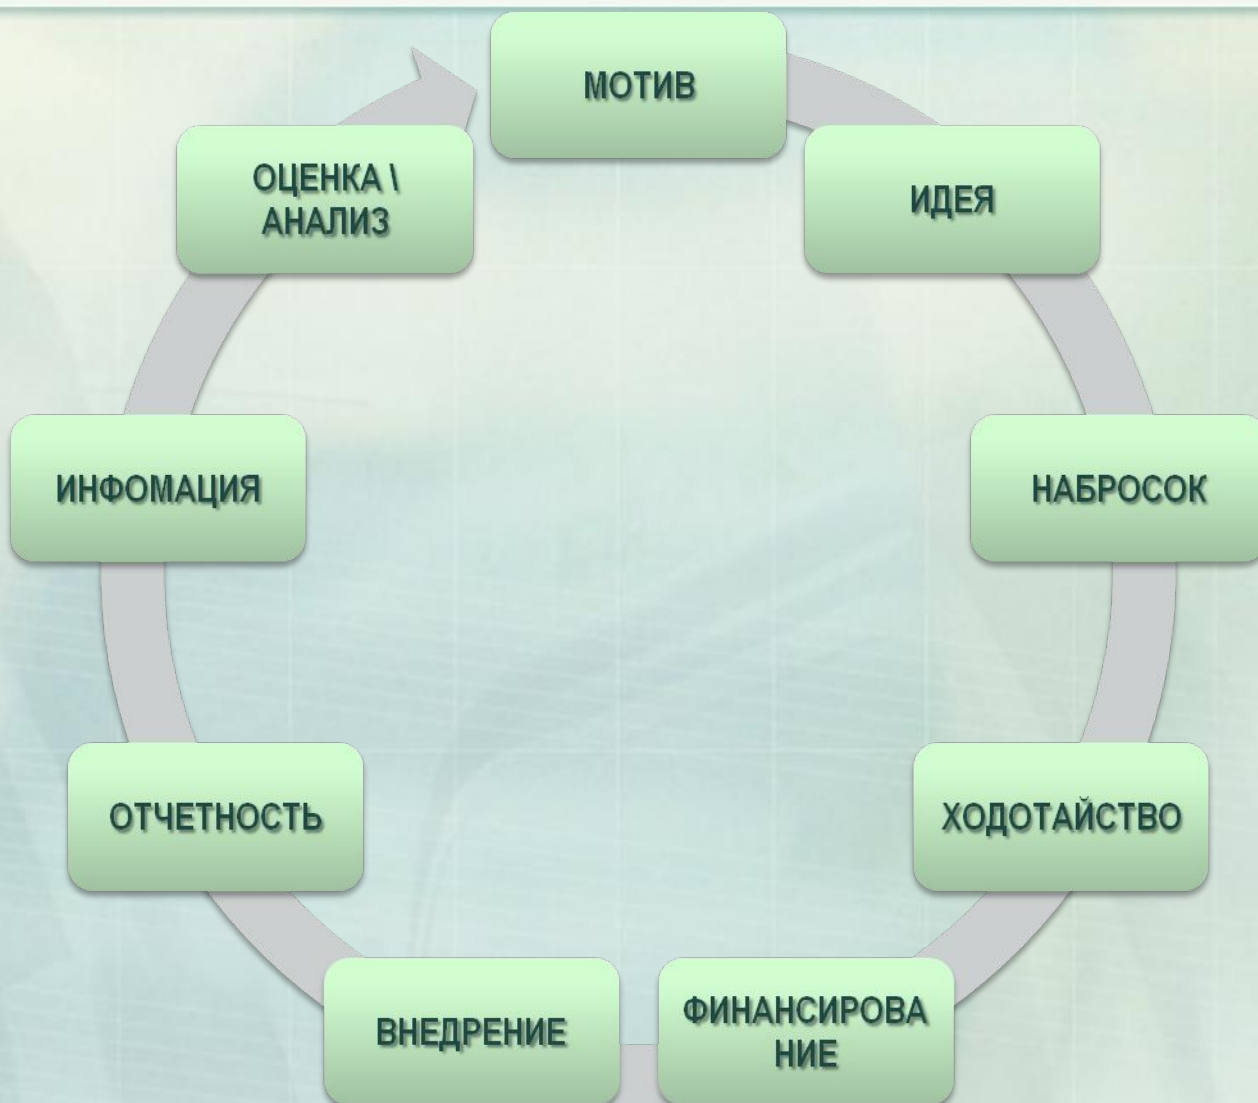 МОТИВ
ИДЕЯ
НАБРОСОК
ХОДОТАЙСТВО
ФИНАНСИРОВА
НИЕ
ВНЕДРЕНИЕ
ОТЧЕТНОСТЬ
ИНФОМАЦИЯ
ОЦЕНКА \
АНАЛИЗ